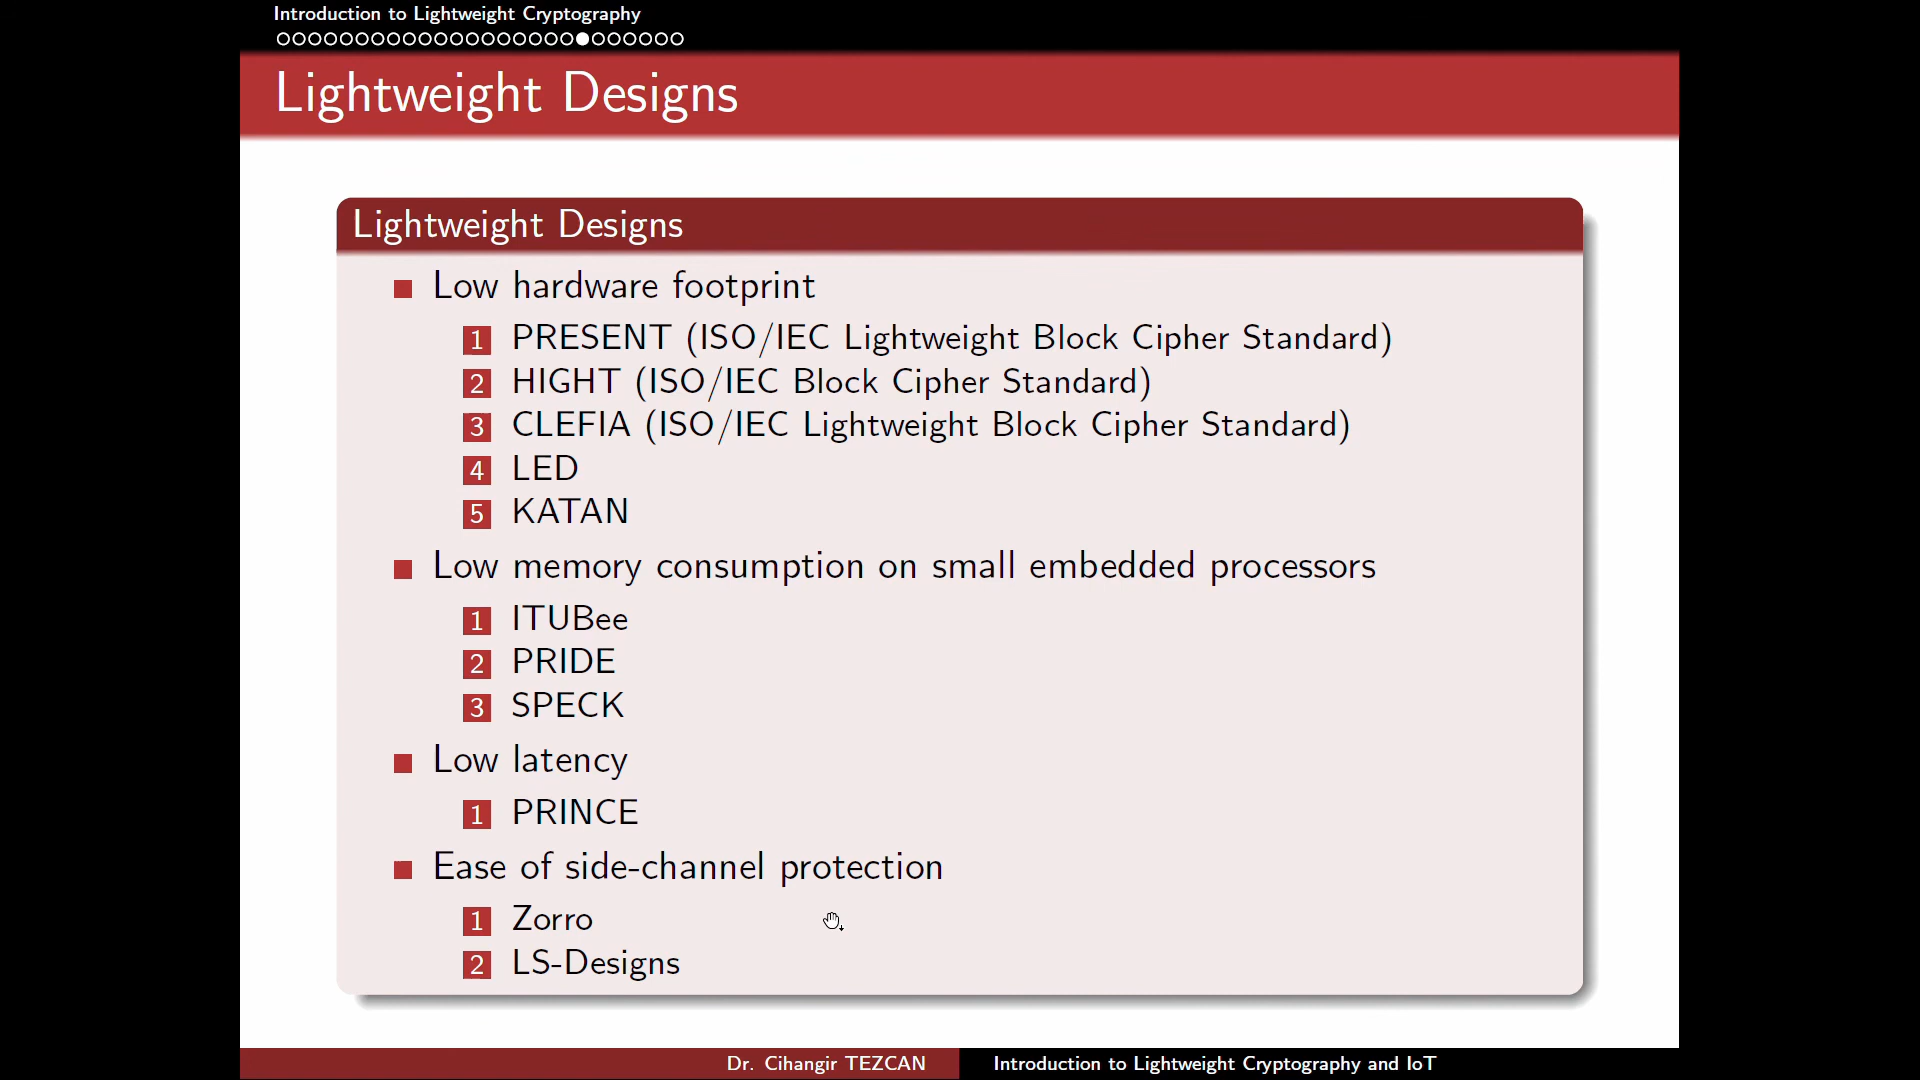 Introduction to Lightweight Cryptography
Lightweight Designs
Lightweight Designs
Low hardware footprint
1 PRESENT (ISO/IEC Lightweight Block Cipher Standard)
2 HIGHT (ISO/IEC Block Cipher Standard)
3 CLEFIA (ISO/IEC Lightweight Block Cipher Standard)
4 LED
5 KATAN
Low memory consumption on small embedded processors
1 ITUBee
2 PRIDE
3 SPECK
Low latency
1 PRINCE
Ease of side-channel protection
1 Zorro
2 LS-Designs
Dr. Cihangir TEZCAN
Introduction to Lightweight Cryptography and IoT